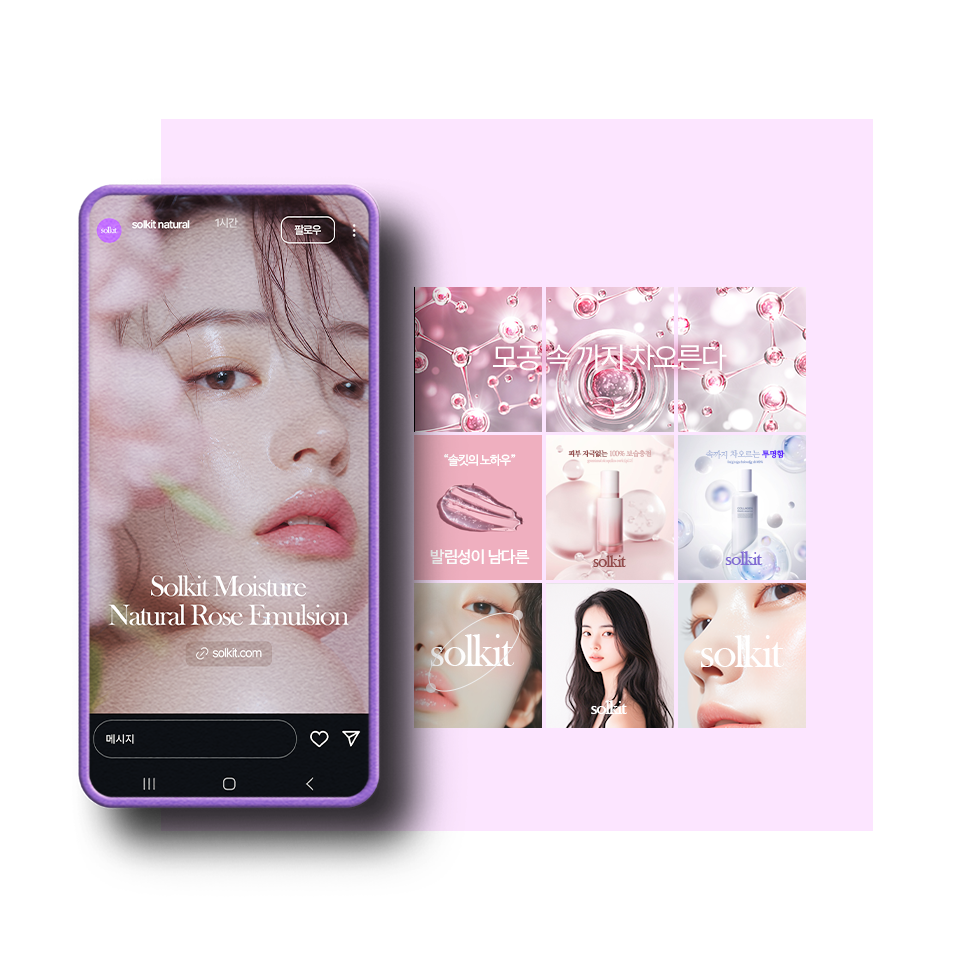 solkit
solkit natural
1시간
팔로우
Solkit Moisture
Natural Rose Emulsion
solkit.com
메시지
모공 속 까지 차오른다
“솔킷의 노하우”
발림성이 남다른
피부 자극없는 100% 보습충전
solkit
속까지 차오르는 투명함
solkit
solkit
solkit
solkit